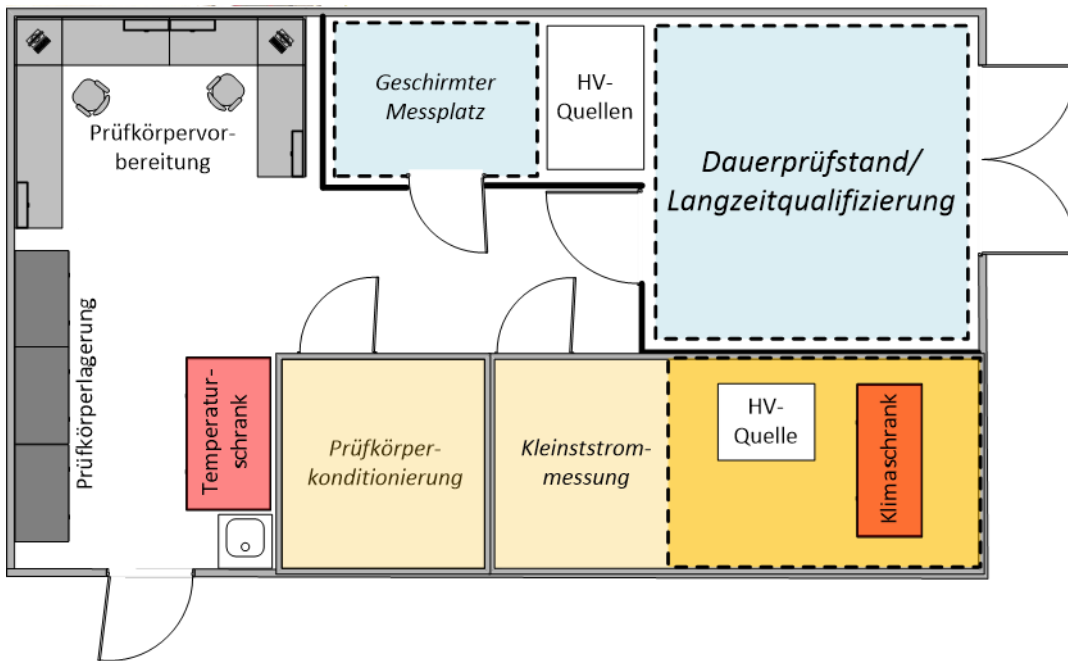 Geschirmter
Messplatz
HV-
Quellen
Prüfkörpervor-
bereitung
Dauerprüfstand/
Langzeitqualifizierung
Prüfkörperlagerung
Temperatur-
schrank
Prüfkörper-
konditionierung
Kleinststrom-
messung
HV-
Quelle
Klimaschrank